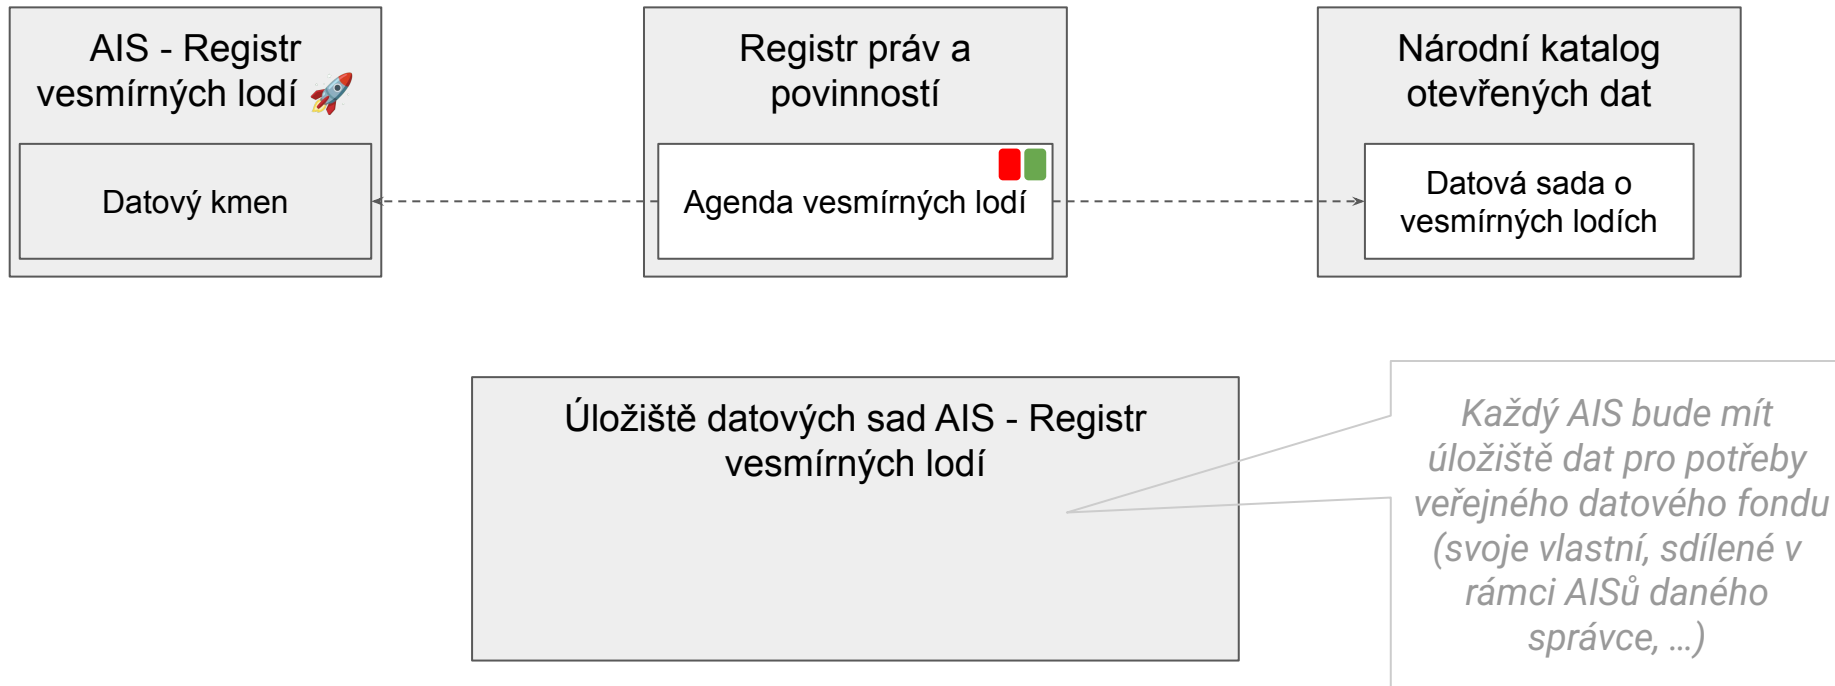 AIS - Registr
vesmírných lodí 🚀
Datový kmen
Registr práv a
povinností
Agenda vesmírných lodí
Národní katalog
otevřených dat
Datová sada o
vesmírných lodích
Úložiště datových sad AIS - Registr
vesmírných lodí
Každý AIS bude mít
úložiště dat pro potřeby
veřejného datového fondu
(svoje vlastní, sdílené v
rámci AISů daného
správce, …)